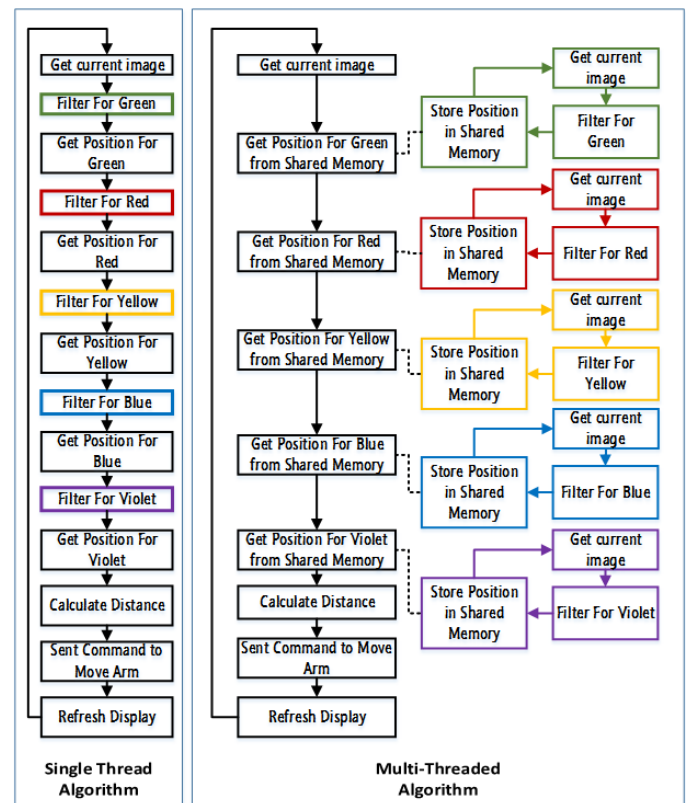 Get current image
Filter For Green
Get Position For
Green
Filter For Red
Get Position For
Red
Filter For Yellow
Get Position For
Yellow
Filter For Blue
Get Position For
Blue
Filter For Violet
Get Position For
Violet
Calculate Distance
Sent Command to
Move Arm
Refresh Display
Single Thread
Algorithm
Get current image
Get Position For Green
from Shared Memory
Get Position For Red
from Shared Memory
Get Position For Yellow
from Shared Memory
Get Position For Blue
from Shared Memory
Get Position For Violet
from Shared Memory
Calculate Distance
Sent Command to Move
Arm
Refresh Display
Get current
image
Filter For
Green
Store Position
in Shared
Memory
Get current
image
Filter For Red
Store Position
in Shared
Memory
Get current
image
Filter For
Yellow
Store Position
in Shared
Memory
Get current
image
Filter For Blue
Store Position
in Shared
Memory
Get current
image
Filter For Violet
Store Position
in Shared
Memory
Multi-Threaded
Algorithm